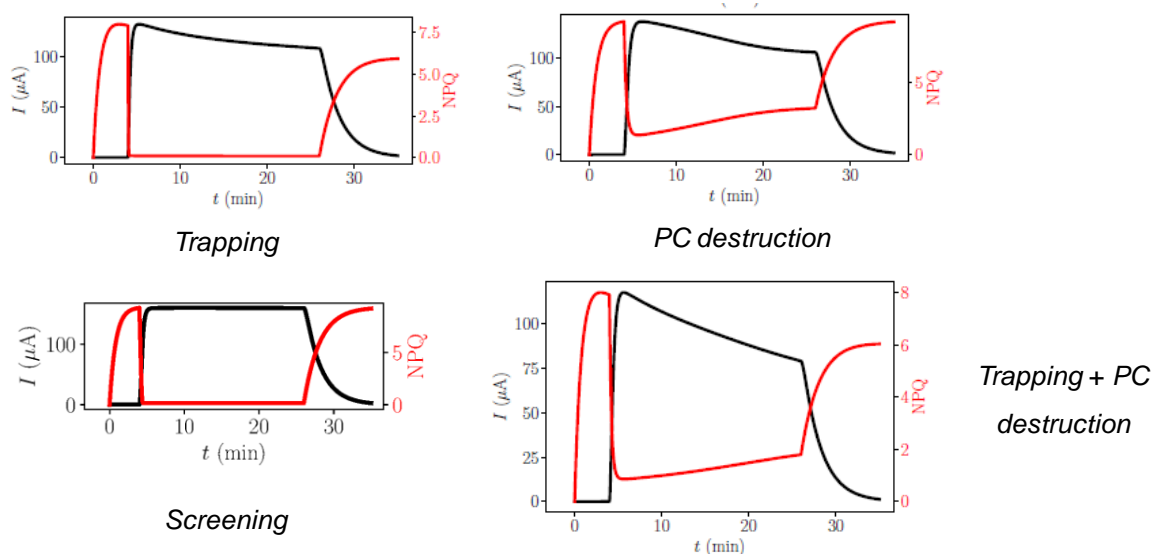 7.5
100
5.0
50
2.5
0
0.0
I (μA)
NPQ
0 10 20 30
t (min)
Trapping
100
5
50
0
0
I (μA)
NPQ
0 10 20 30
t (min)
PC destruction
100
5
0
0
I (μA)
NPQ
0 10 20 30
t (min)
Screening
8
100
6
75
4
50
2
25
0
0
I (μA)
NPQ
0 10 20 30
t (min)
Trapping + PC
destruction